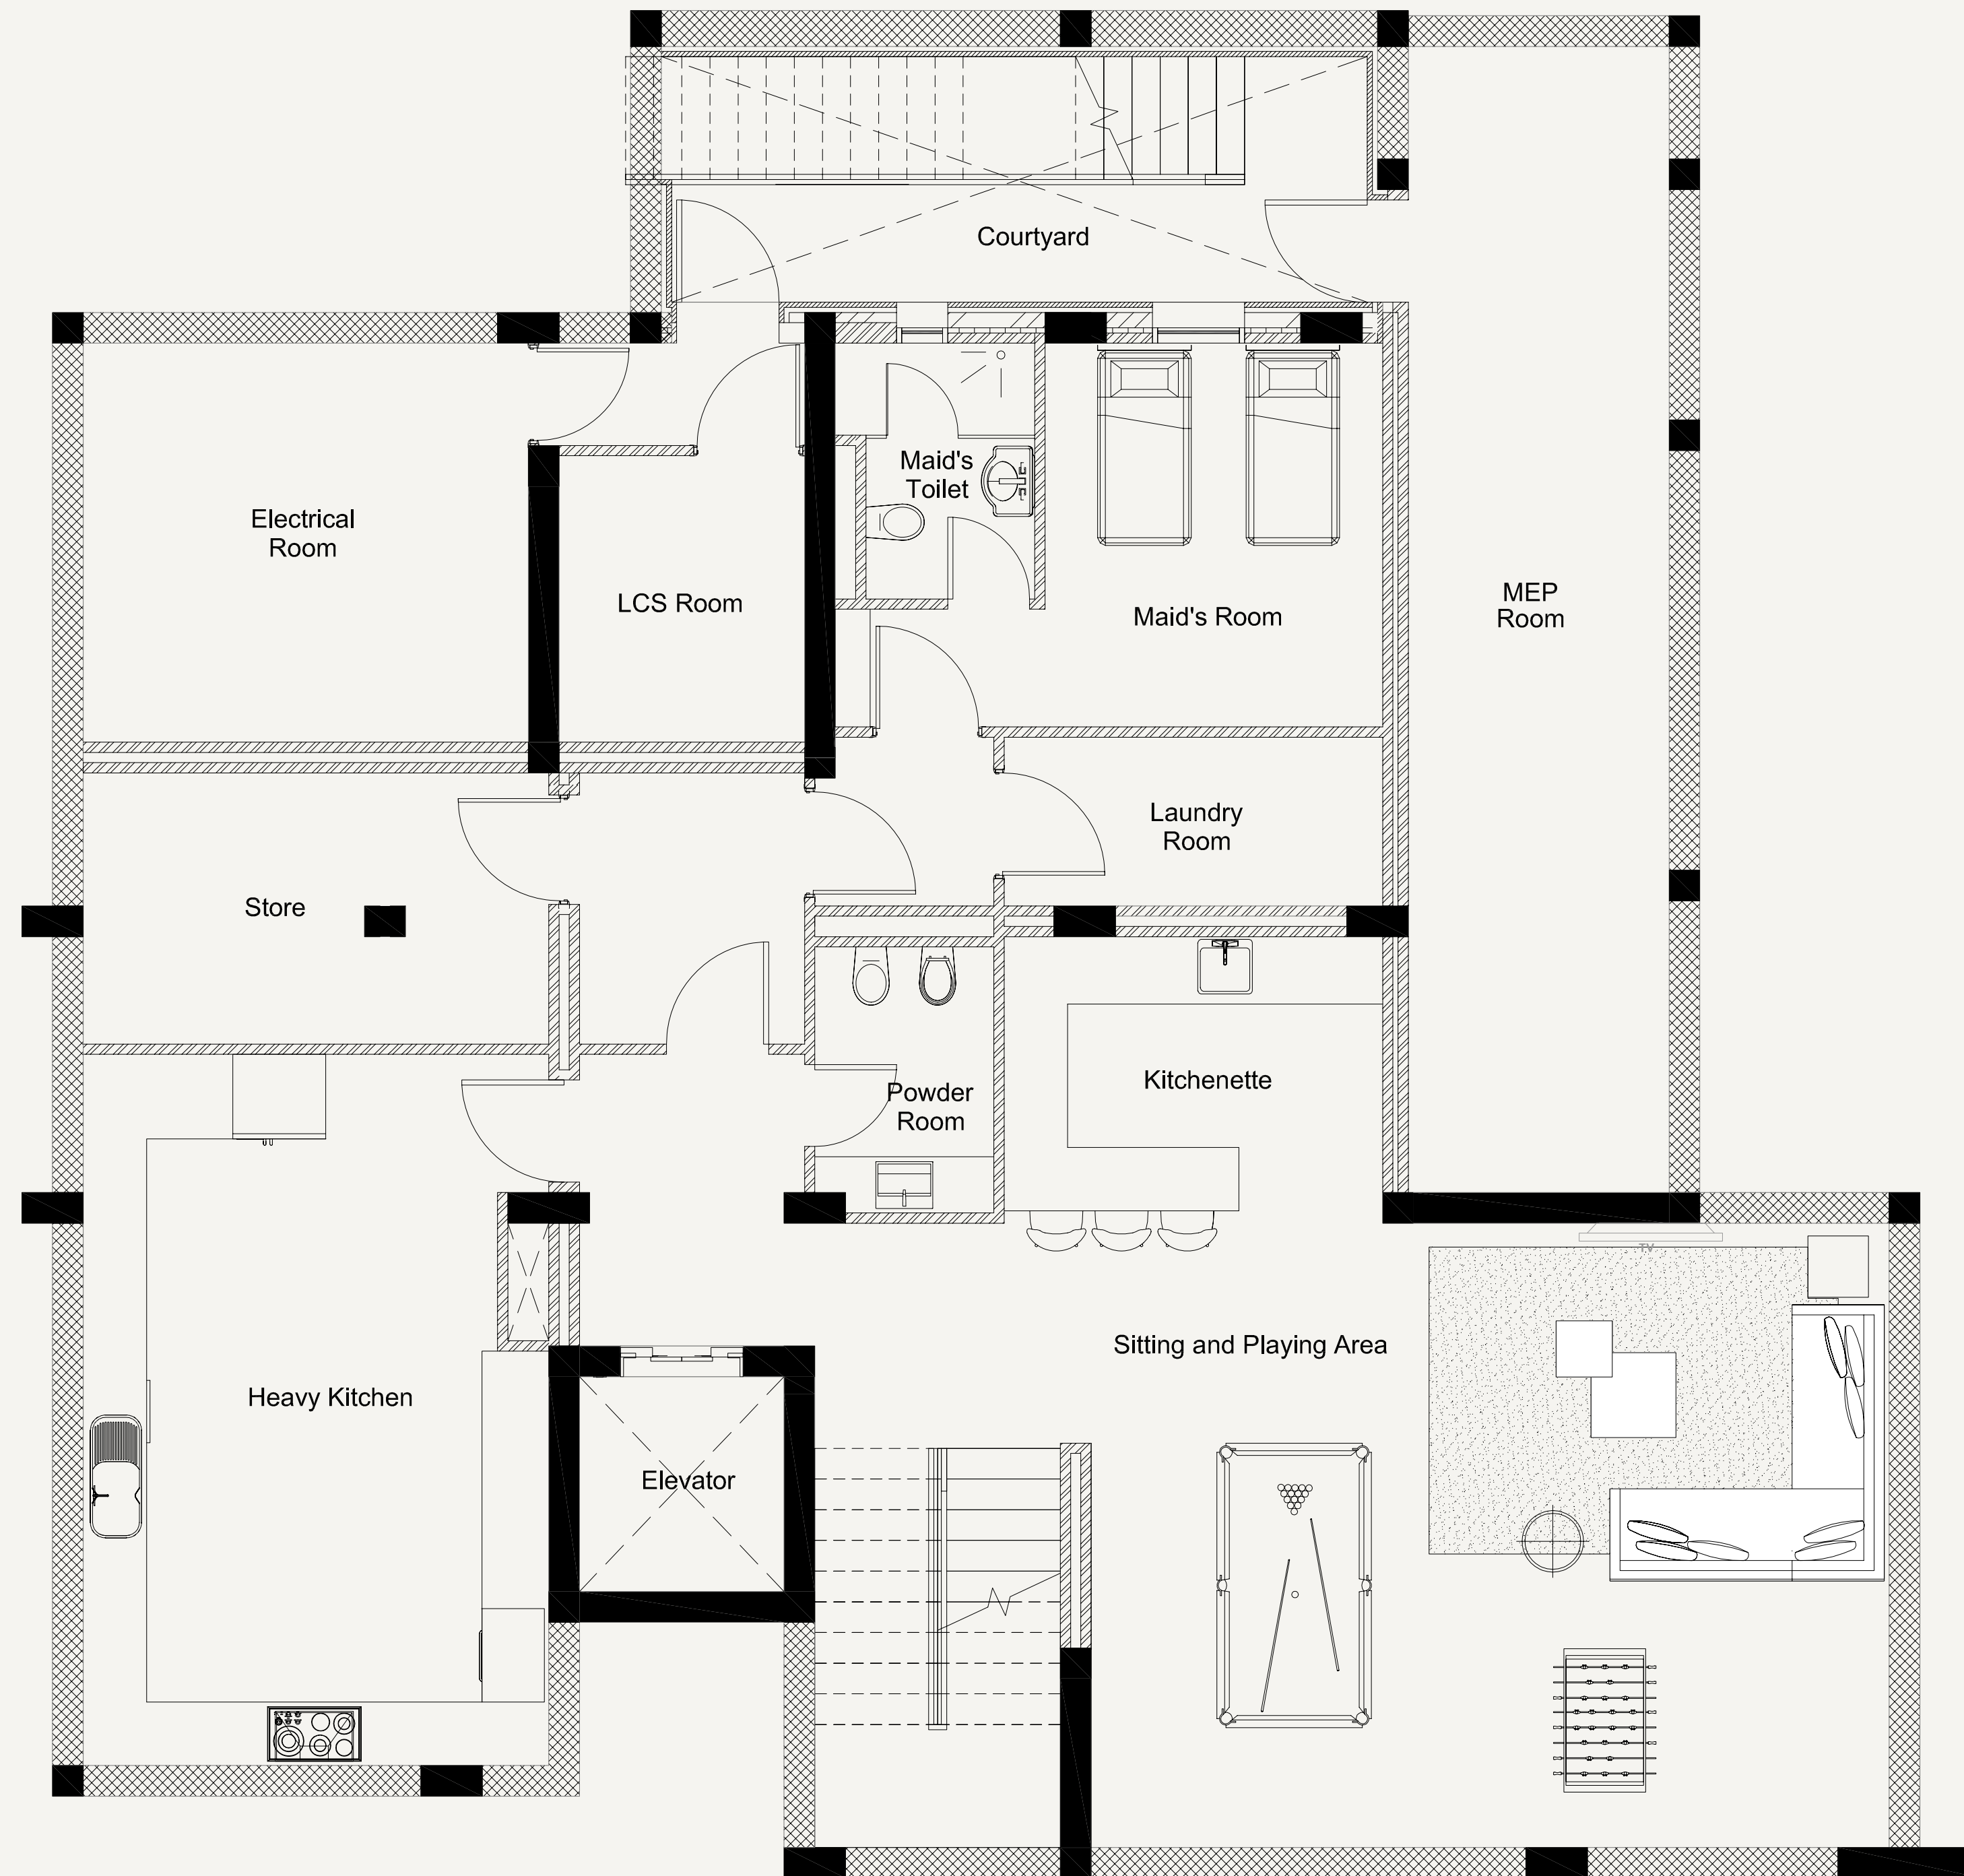 Courtyard
Maid's
Toilet
Electrical
Room
LCS Room
Maid's Room
MEP
Room
Laundry
Room
Store
Kitchenette
Powder
Room
TV
Sitting and Playing Area
Heavy Kitchen
Elevator